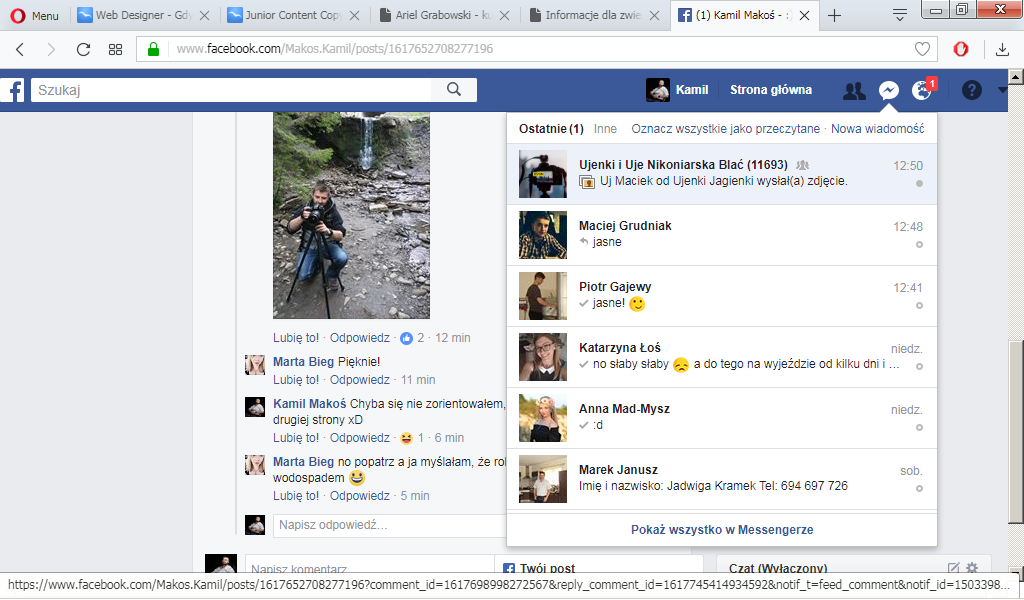 Menu
Web Designer - Gdy
Junior Content Copy
Ariel Grabowski - ku
Informacje dla zwie
(1) Kamil Makoś - :
www.facebook.com/Makos.Kamil/posts/1617652708277196
Szukaj
Kamil
Strona główna
1
?
Ostatnie (1)
Inne
Oznacz wszystkie jako przeczytane · Nowa wiadomość
Ujenki i Uje Nikoniarska Blać (11693)
12:50
Uj Maciek od Ujenki Jagienki wysłał(a) zdjęcie.
Maciej Grudniak
12:48
jasne
Piotr Gajewy
12:41
jasne!
Katarzyna Łoś
niedz.
no słaby słaby 😞 a do tego na wyjeździe od kilku dni i ...
Anna Mad-Mysz
niedz.
:d
Marek Janusz
sob.
Imię i nazwisko: Jadwiga Kramek Tel: 694 697 726
Pokaż wszystko w Messengerze
Lubię to! · Odpowiedz · 2 · 12 min
Marta Bieg Pięknie!
Lubię to! · Odpowiedz · 11 min
Kamil Makoś Chyba się nie zorientowałem,
drugiej strony xD
Lubię to! · Odpowiedz · 😆 1 · 6 min
Marta Bieg no popatrz a ja myślałam, że rol
wodospadem 😀
Lubię to! · Odpowiedz · 5 min
Napisz odpowiedź...
Napisz komentarz
Twój post
Czat (Wyłączony)
https://www.facebook.com/Makos.Kamil/posts/1617652708277196?comment_id=1617698998272567&reply_comment_id=1617745414934592&notif_t=feed_comment&notif_id=1503398...